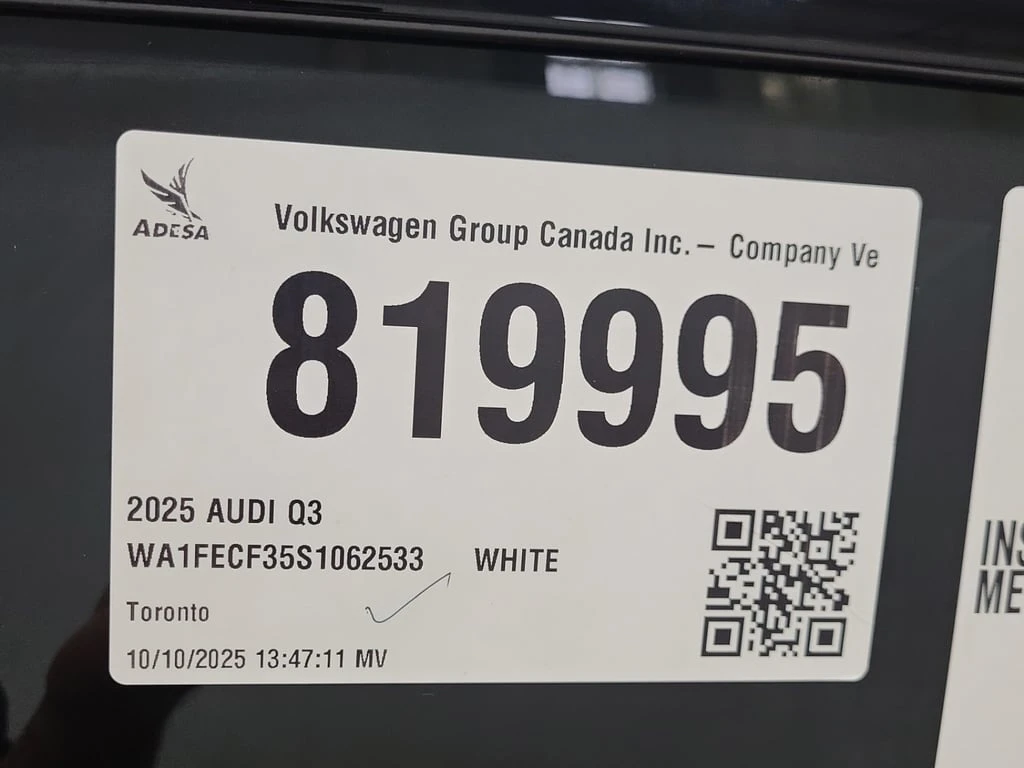 ADESA
Volkswagen Group Canada Inc. – Company Ve
819995
2025 AUDI Q3
WA1FECF35S1062533 WHITE
Toronto
10/10/2025 13:47:11 MV
INS
ME